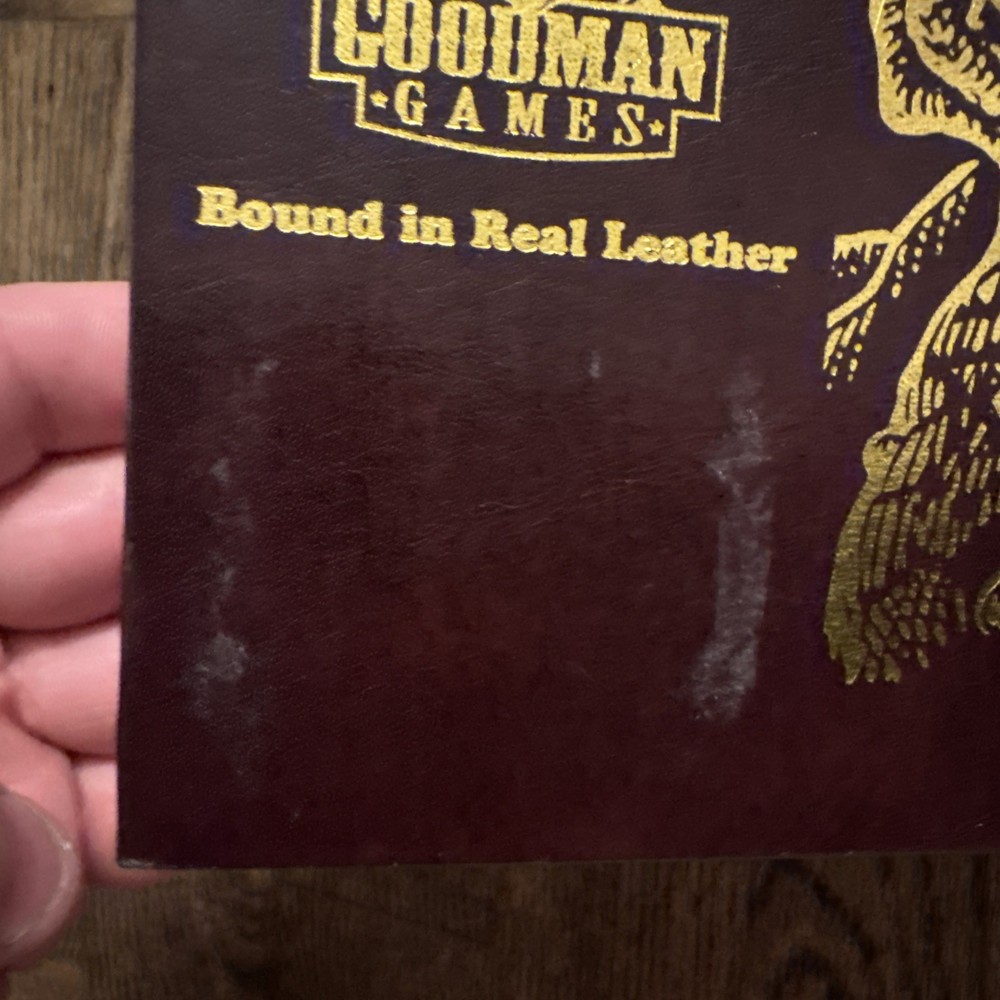 GOODMAN
GAMES
Bound in Real Leather